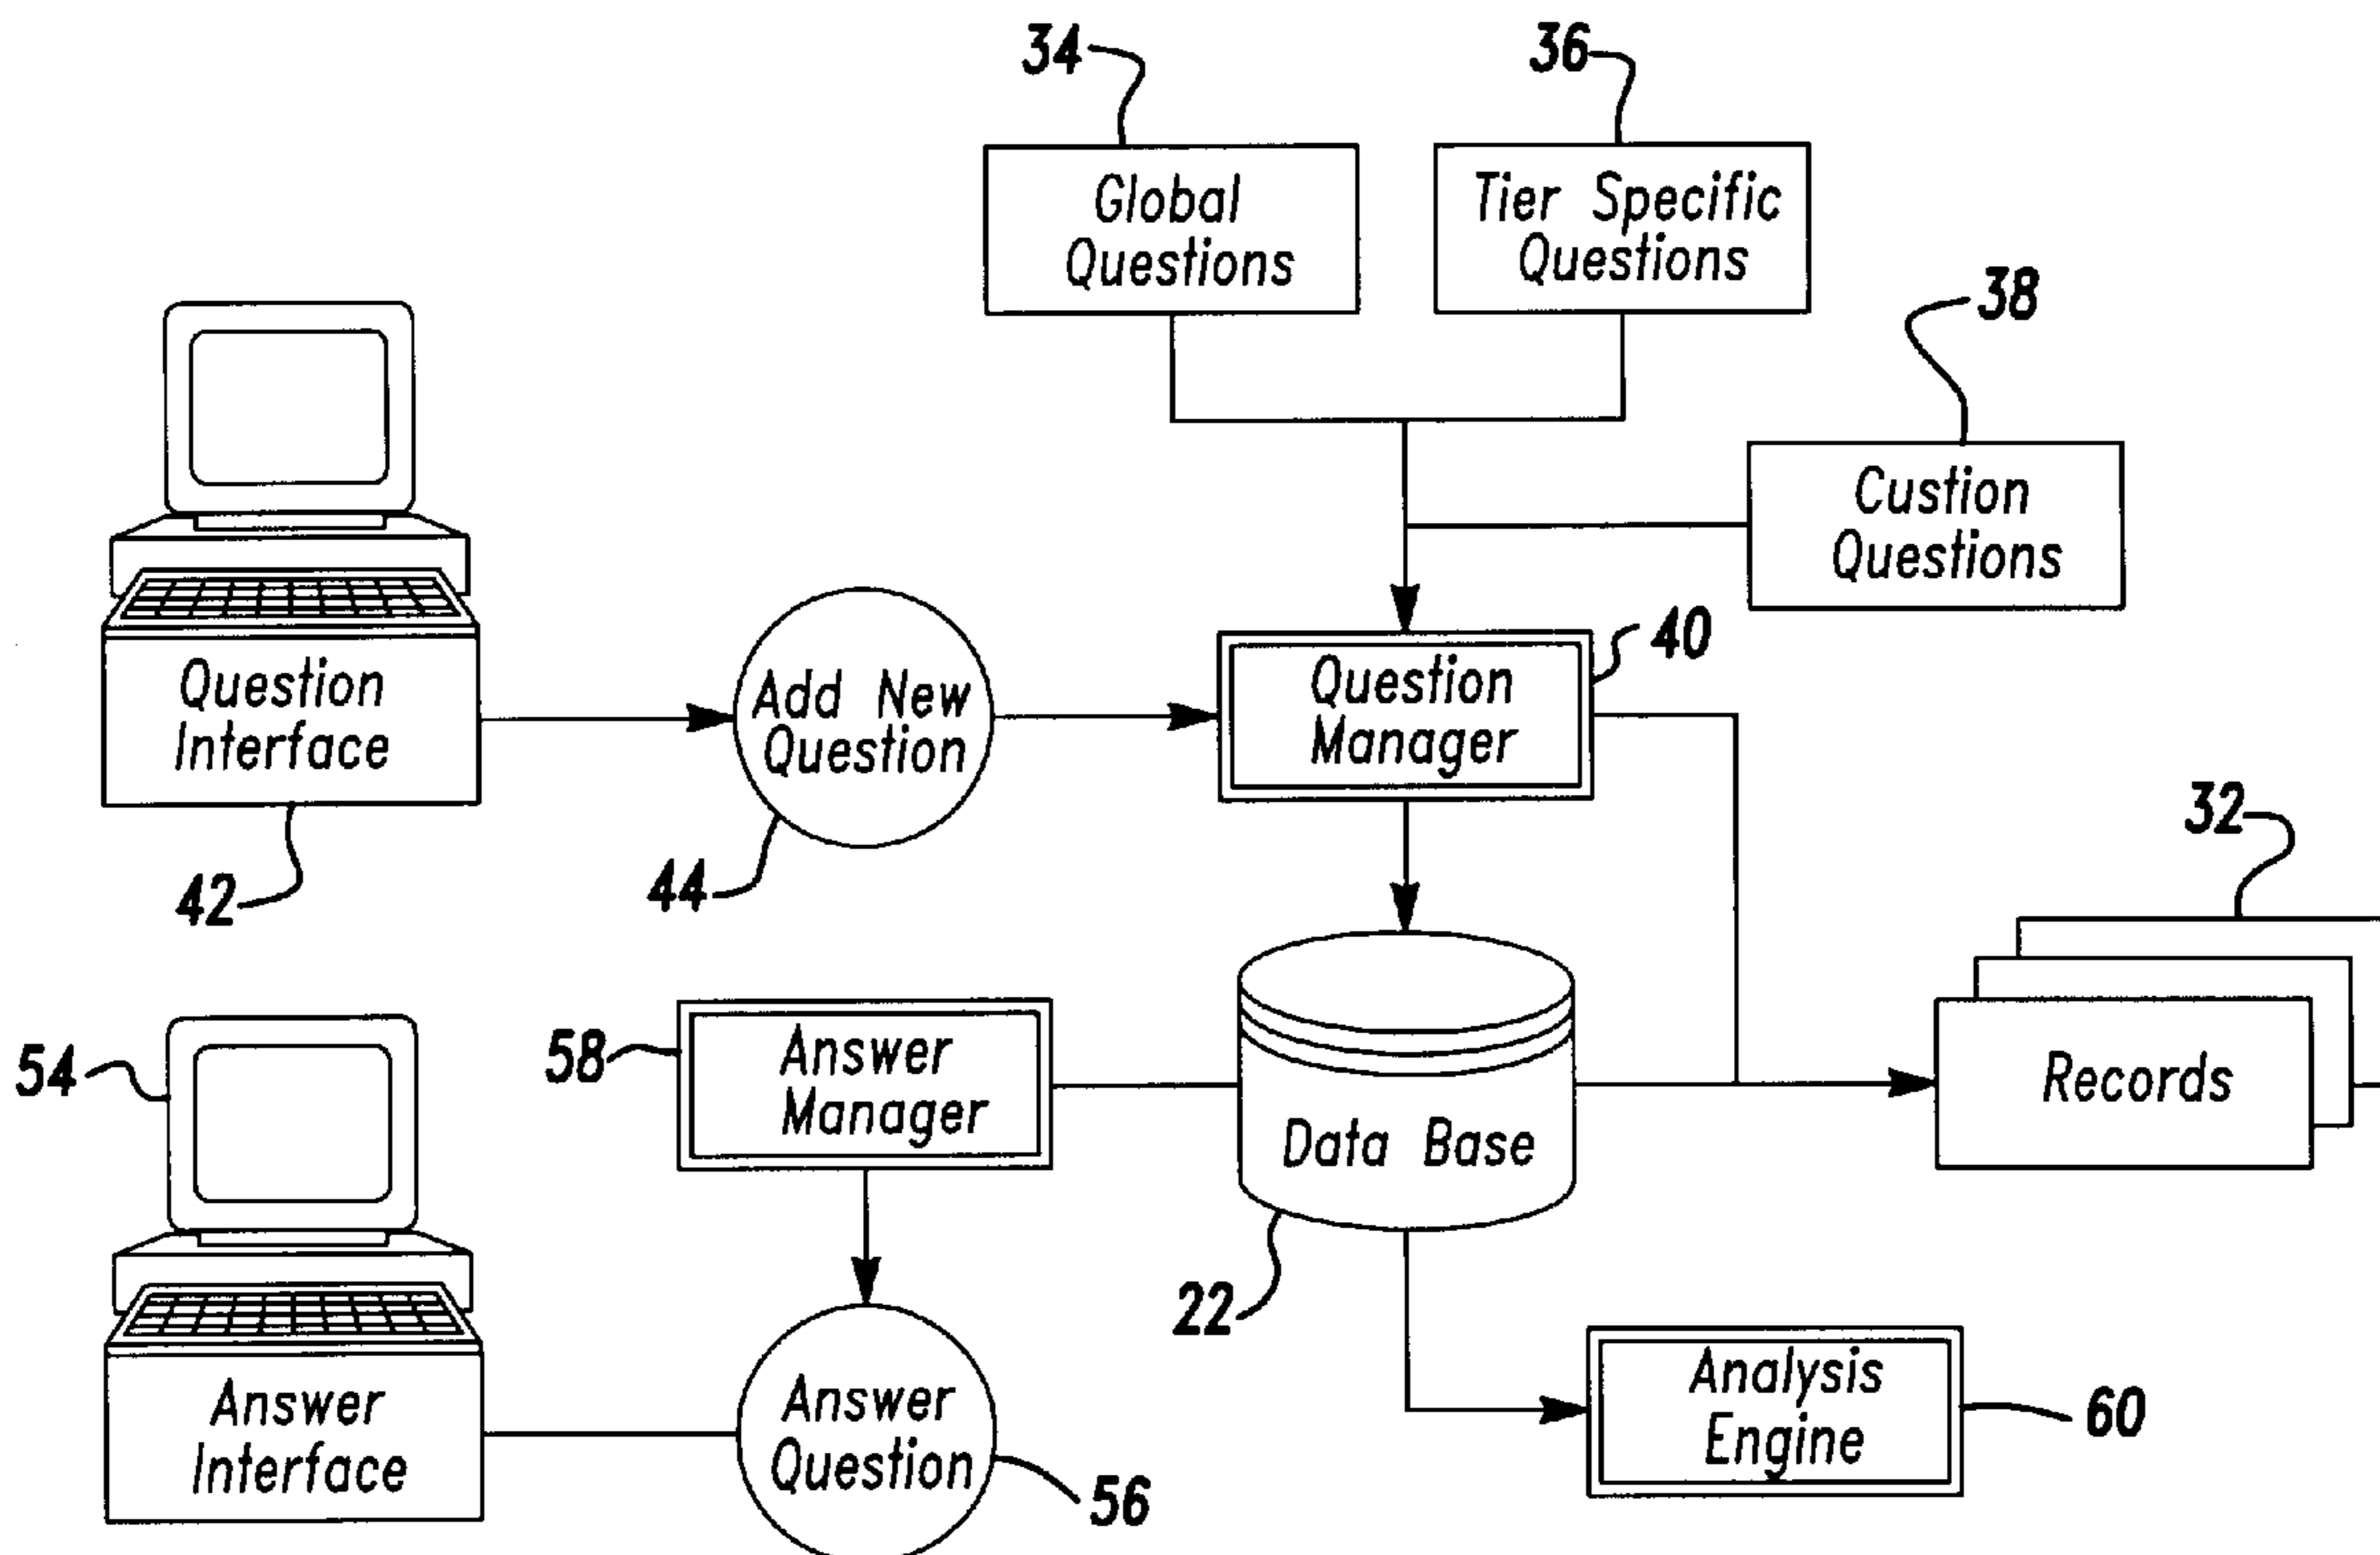 34
36
Global
Questions
Tier Specific
Questions
38
Custion
Questions
40
Question
Manager
Add New
Question
Question
Interface
42
44
32
Records
58
Answer
Manager
54
Data Base
22
Answer
Interface
Answer
Question
56
Analysis
Engine
60